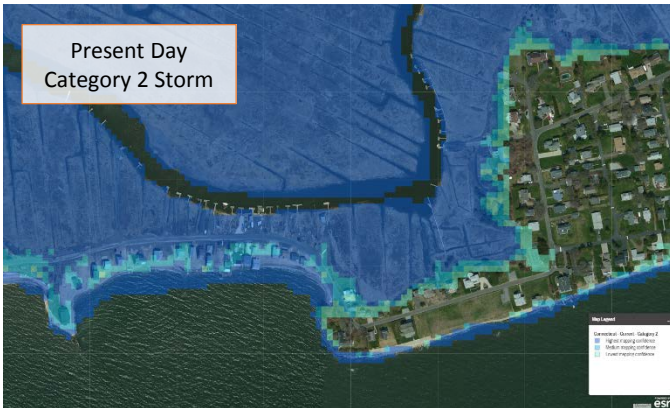 Present Day
Category 2 Storm
Map Legend
Connecticut - Current - Category 2
Highest mapping confidence
Medium mapping confidence
Lowest mapping confidence
esri